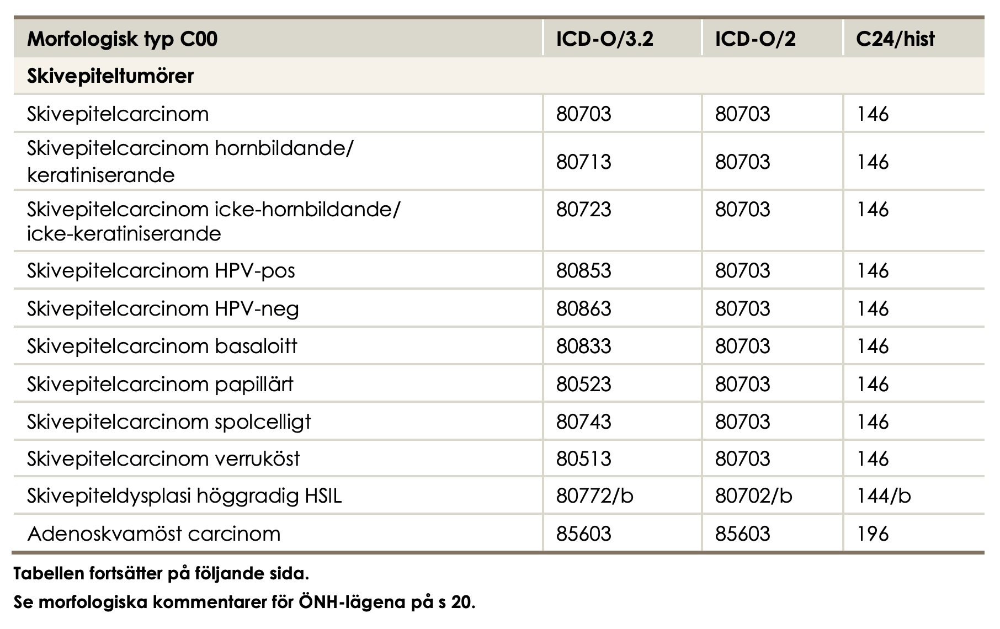 Morfologisk typ C00 ICD-O/3.2 ICD-O/2 C24/hist
Skivepiteltumörer
Skivepitelcarcinom 80703 80703 146
Skivepitelcarcinom hornbildande/
keratiniserande 80713 80703 146
Skivepitelcarcinom icke-hornbildande/ 80723 80703 146
icke-keratiniserande
Skivepitelcarcinom HPV-pos 80853 80703 146
Skivepitelcarcinom HPV-neg 80863 80703 146
Skivepitelcarcinom basaloitt 80833 80703 146
Skivepitelcarcinom papillärt 80523 80703 146
Skivepitelcarcinom spolcelligt 80743 80703 146
Skivepitelcarcinom verruköst 80513 80703 146
Skivepiteldysplasi höggradig HSIL 80772/b 80702/b 144/b
Adenoskvamöst carcinom 85603 85603 196
Tabellen fortsätter på följande sida.
Se morfologiska kommentarer för ÖNH-lägena på s 20.